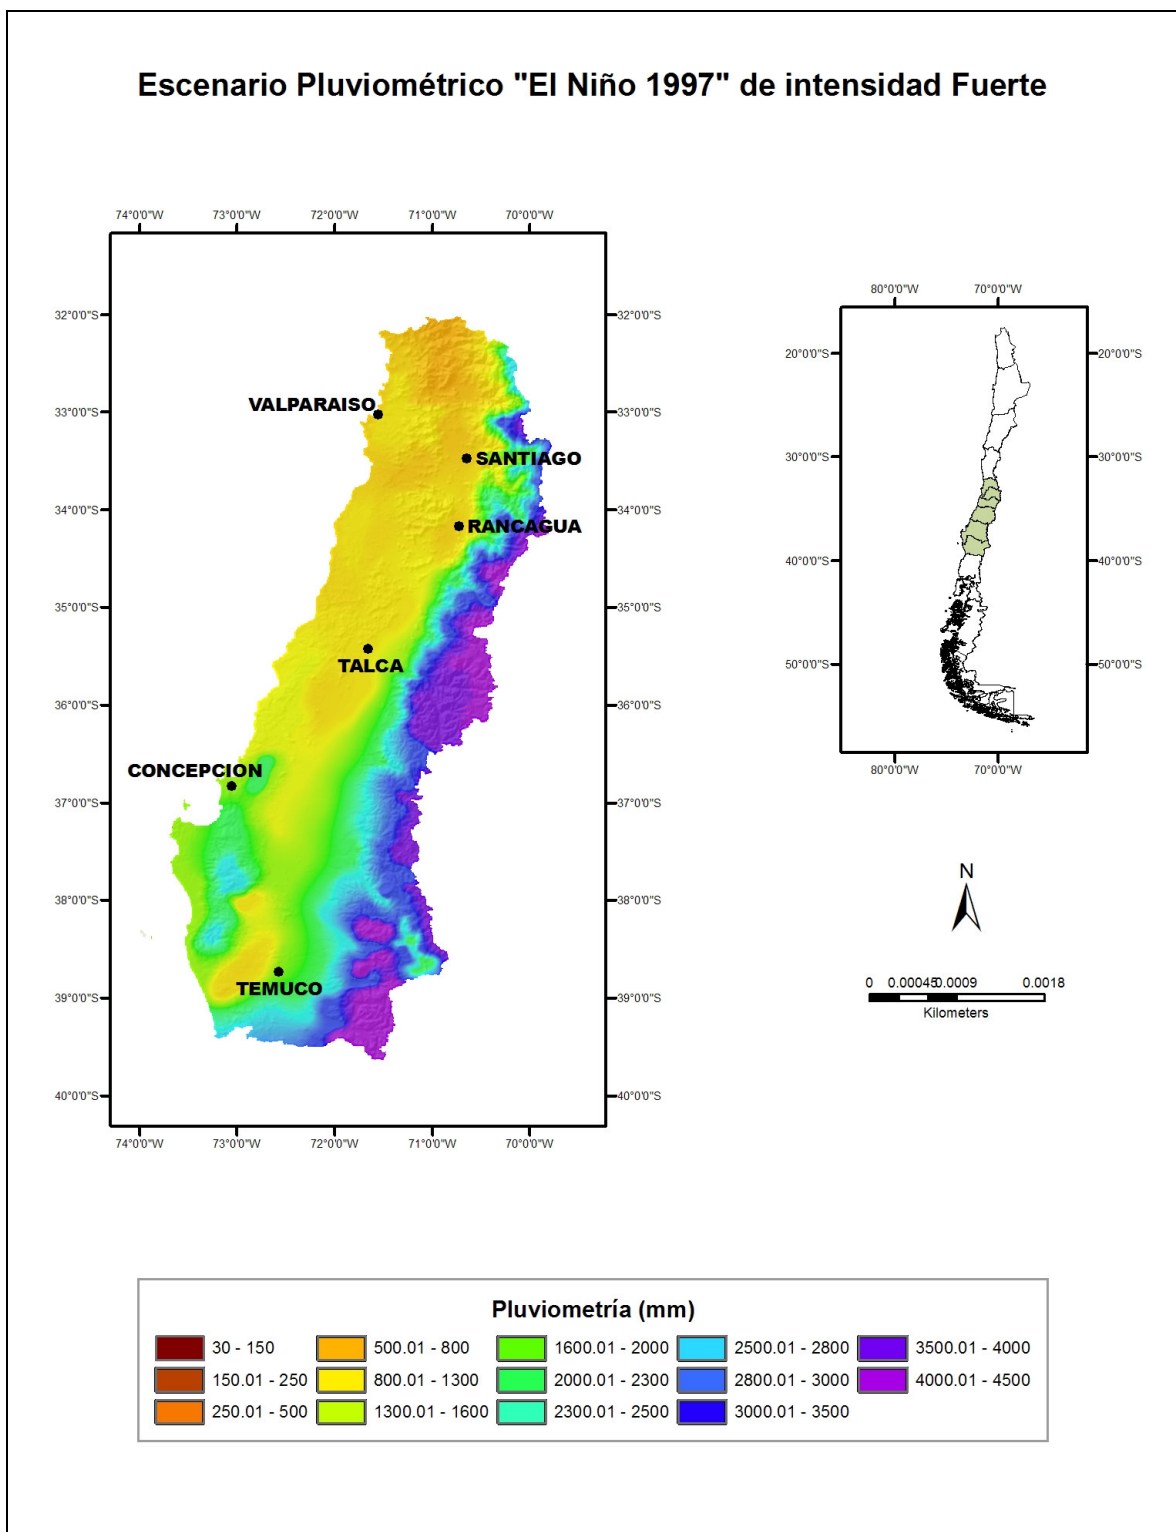 Escenario Pluviométrico "El Niño 1997" de intensidad Fuerte
74°0'0"W 73°0'0"W 72°0'0"W 71°0'0"W 70°0'0"W
80°0'0"W 70°0'0"W
32°0'0"S 32°0'0"S
20°0'0"S 20°0'0"S
VALPARAISO
33°0'0"S 33°0'0"S
SANTIAGO
30°0'0"S 30°0'0"S
34°0'0"S 34°0'0"S
RANCAGUA
40°0'0"S 40°0'0"S
35°0'0"S 35°0'0"S
TALCA
50°0'0"S 50°0'0"S
36°0'0"S 36°0'0"S
80°0'0"W 70°0'0"W
CONCEPCION
37°0'0"S 37°0'0"S
N
38°0'0"S 38°0'0"S
TEMUCO
0 0.00045 0.0009 0.0018
Kilometers
39°0'0"S 39°0'0"S
40°0'0"S 40°0'0"S
74°0'0"W 73°0'0"W 72°0'0"W 71°0'0"W 70°0'0"W
Pluviometría (mm)
30 - 150 500.01 - 800 1600.01 - 2000 2500.01 - 2800 3500.01 - 4000
150.01 - 250 800.01 - 1300 2000.01 - 2300 2800.01 - 3000 4000.01 - 4500
250.01 - 500 1300.01 - 1600 2300.01 - 2500 3000.01 - 3500